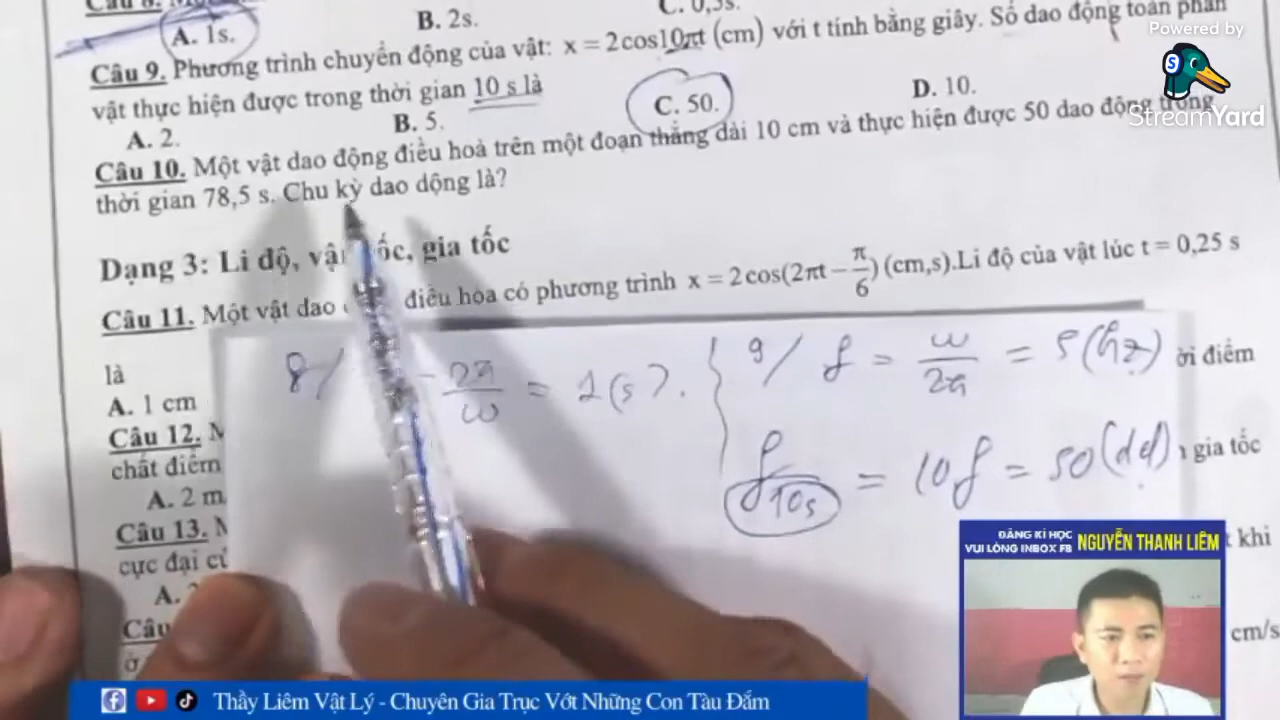 Câu 8.
A. 1s.
B. 2s.
C. 0,5s.
Câu 9. Phương trình chuyển động của vật: x = 2cos10πt (cm) với t tính bằng giây. Số dao động toàn phần
vật thực hiện được trong thời gian 10 s là
A. 2.
B. 5.
C. 50.
D. 10.
Câu 10. Một vật dao động điều hoà trên một đoạn thẳng dài 10 cm và thực hiện được 50 dao động trong
thời gian 78,5 s. Chu kỳ dao dộng là?
Dạng 3: Li độ, vận tốc, gia tốc
Câu 11. Một vật dao điều hòa có phương trình x = 2cos(2πt − π/6) (cm,s).Li độ của vật lúc t = 0,25 s
là
A. 1 cm
Câu 12.
chất điểm
A. 2 m
Câu 13.
cực đại
A.
Câu
8/ 2π/ω = 1(s).
9/ f = ω/2π = 5(hz)
f 10s = 10f = 50(dđ)
ời điểm
gia tốc
khi
cm/s
Powered by
StreamYard
ĐĂNG KÍ HỌC
VUI LÒNG INBOX FB NGUYỄN THANH LIÊM
Thầy Liêm Vật Lý - Chuyên Gia Trục Vớt Những Con Tàu Đắm